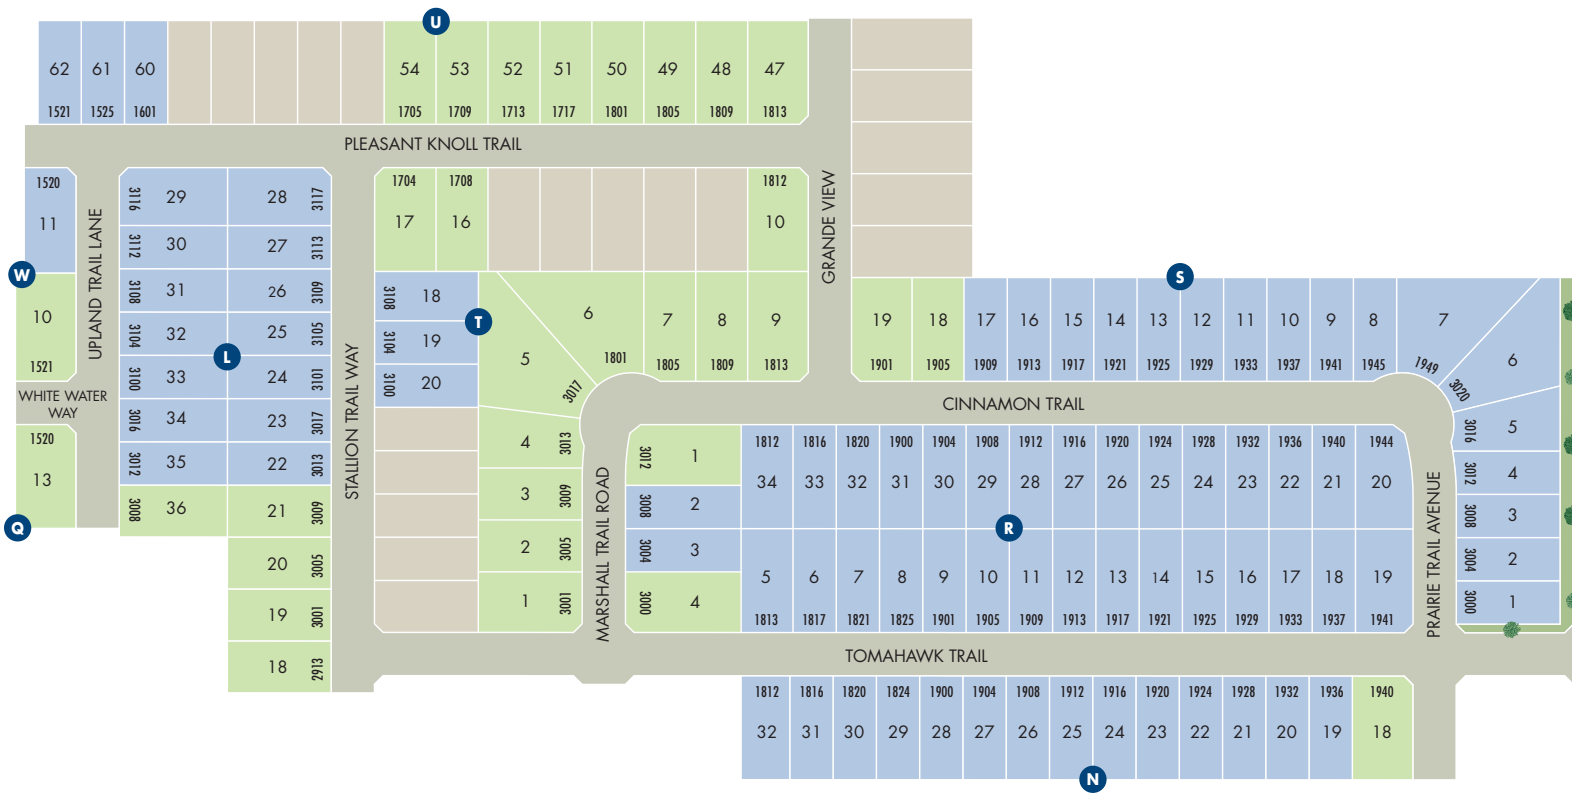 U
62 61 60 54 53 52 51 50 49 48 47
1521 1525 1601 1705 1709 1713 1717 1801 1805 1809 1813
PLEASANT KNOLL TRAIL
1520
11
W
10
1521
WHITE WATER
WAY
1520
13
Q
UPLAND TRAIL LANE
3116 29 28 3117
3112 30 27 3113
3108 31 26 3109
3104 32 25 3105
L
3100 33 24 3101
3016 34 23 3017
3012 35 22 3013
3008 36 21 3009
20 3005
19 3001
18 2913
STALLION TRAIL WAY
1704 1708 1812
17 16 10
3108 18
3104 19
3100 20
T
5 3017
6 1801
7 8 9
1805 1809 1813
4 3013
3 3009
2 3005
1 3001
MARSHALL TRAIL ROAD
GRANDE VIEW
S
19 18 17 16 15 14 13 12 11 10 9 8 7
1901 1905 1909 1913 1917 1921 1925 1929 1933 1937 1941 1945 1949
6 3020
3016 5
3012 4
3008 3
3004 2
3000 1
CINNAMON TRAIL
3012 1
3008 2
3004 3
3000 4
1812 1816 1820 1900 1904 1908 1912 1916 1920 1924 1928 1932 1936 1940 1944
34 33 32 31 30 29 28 27 26 25 24 23 22 21 20
R
5 6 7 8 9 10 11 12 13 14 15 16 17 18 19
1813 1817 1821 1825 1901 1905 1909 1913 1917 1921 1925 1929 1933 1937 1941
PRAIRIE TRAIL AVENUE
TOMAHAWK TRAIL
1812 1816 1820 1824 1900 1904 1908 1912 1916 1920 1924 1928 1932 1936 1940
32 31 30 29 28 27 26 25 24 23 22 21 20 19 18
N